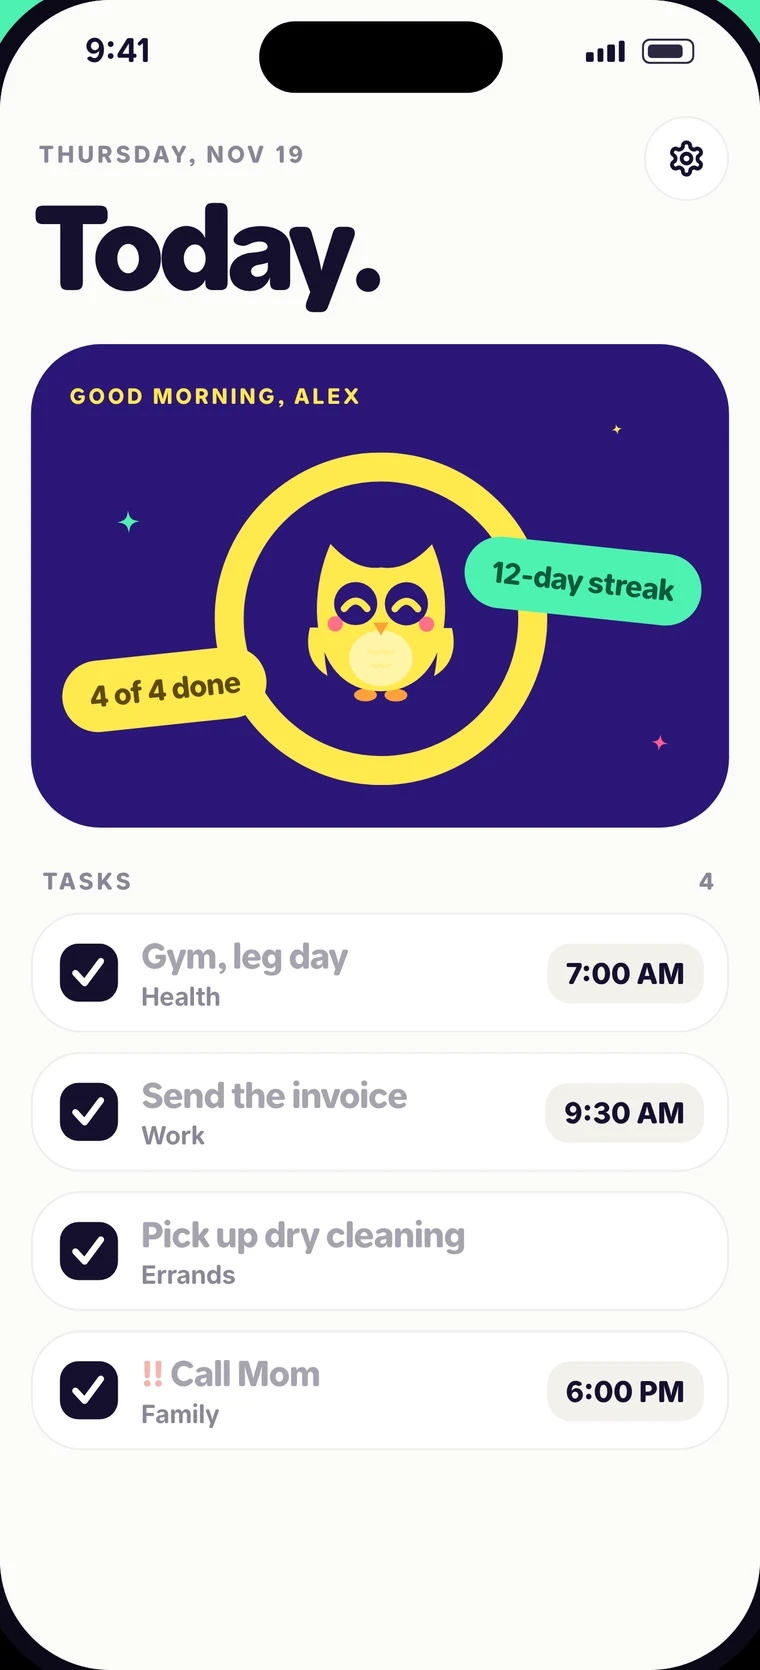 9:41
THURSDAY, NOV 19
Today.
GOOD MORNING, ALEX
12-day streak
4 of 4 done
TASKS 4
Gym, leg day
Health
7:00 AM
Send the invoice
Work
9:30 AM
Pick up dry cleaning
Errands
!! Call Mom
Family
6:00 PM